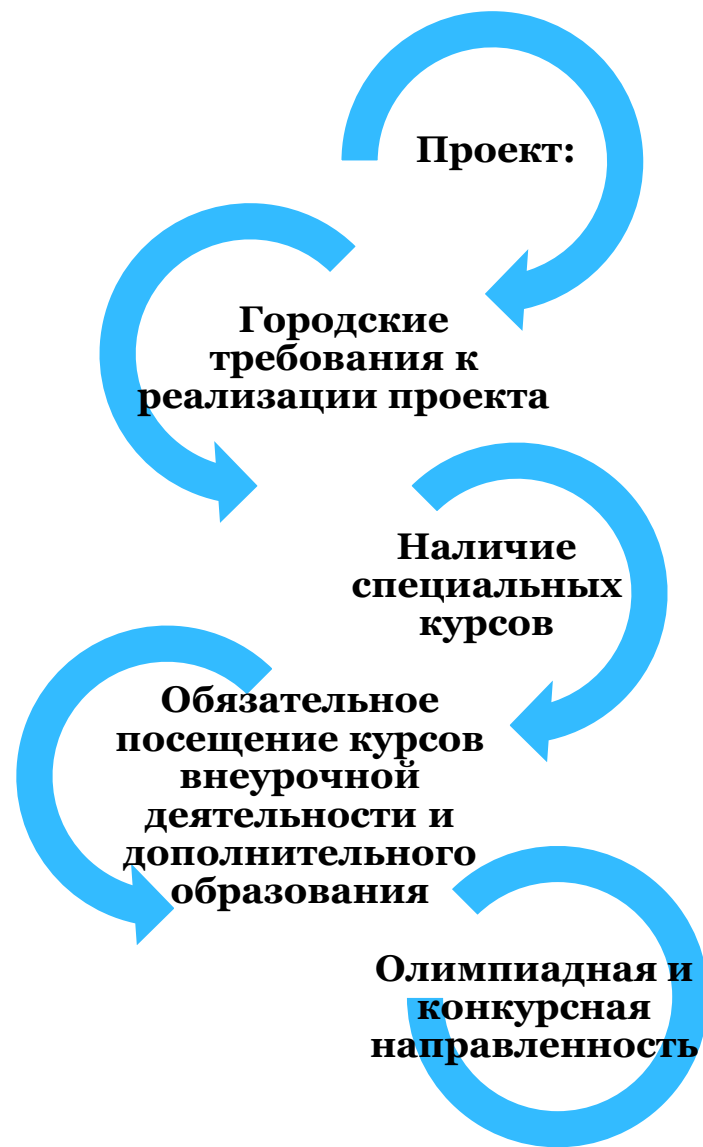 Проект:
Городские
требования к
реализации проекта
Наличие
специальных
курсов
Обязательное
посещение курсов
внеурочной
деятельности и
дополнительного
образования
Олимпиадная и
конкурсная
направленность